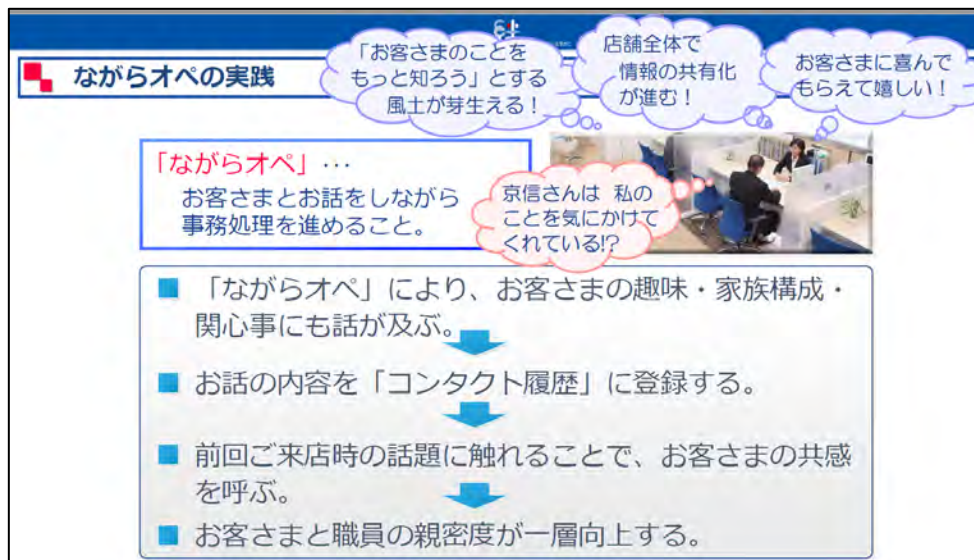 ながらオペの実践
「お客さまのことを
もっと知ろう」とする
風土が芽生える！
店舗全体で
情報の共有化
が進む！
お客さまに喜んで
もらえて嬉しい！
「ながらオペ」…
お客さまとお話をしながら
事務処理を進めること。
京信さんは 私の
ことを気にかけて
くれている!?
■ 「ながらオペ」により、お客さまの趣味・家族構成・
関心事にも話が及ぶ。
■ お話の内容を「コンタクト履歴」に登録する。
■ 前回ご来店時の話題に触れることで、お客さまの共感
を呼ぶ。
■ お客さまと職員の親密度が一層向上する。